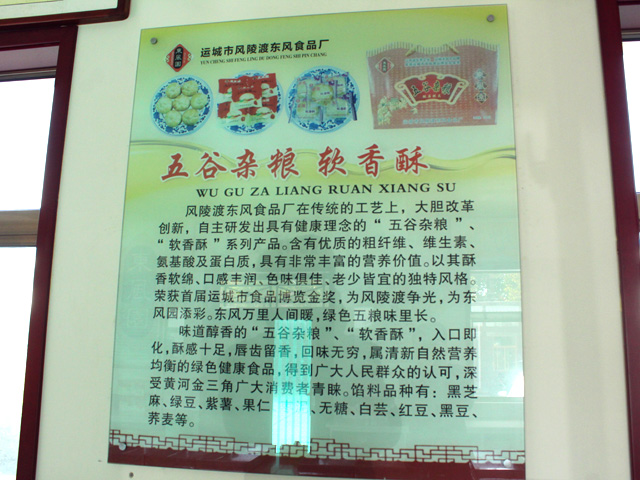 运城市风陵渡东风食品厂
YUN CHENG SHI FENG LING DU DONG FENG SHI PIN CHANG
五谷杂粮 软香酥
WU GU ZA LIANG RUAN XIANG SU
风陵渡东风食品厂在传统的工艺上，大胆改革
创新，自主研发出具有健康理念的“五谷杂粮”、
“软香酥”系列产品。含有优质的粗纤维、维生素、
氨基酸及蛋白质，具有非常丰富的营养价值。以其酥
香软绵、口感丰润、色味俱佳、老少皆宜的独特风格。
荣获首届运城市食品博览金奖，为风陵渡争光，为东
风园添彩。东风万里人间暖，绿色五粮味里长。
味道醇香的“五谷杂粮”、“软香酥”，入口即
化，酥感十足，唇齿留香，回味无穷，属清新自然营养
均衡的绿色健康食品，得到广大人民群众的认可，深
受黄河金三角广大消费者青睐。馅料品种有：黑芝
麻、绿豆、紫薯、果仁、无糖、白芸、红豆、黑豆、
荞麦等。